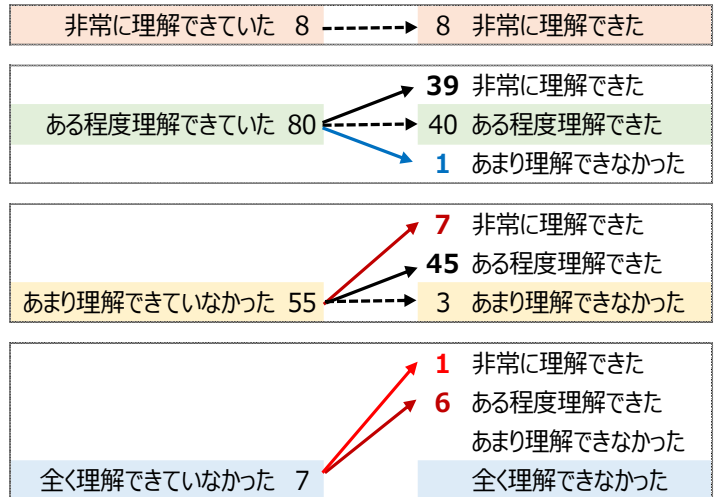 非常に理解できていた 8 8 非常に理解できた
39 非常に理解できた
ある程度理解できていた 80 40 ある程度理解できた
1 あまり理解できなかった
7 非常に理解できた
45 ある程度理解できた
あまり理解できていなかった 55 3 あまり理解できなかった
1 非常に理解できた
6 ある程度理解できた
あまり理解できなかった
全く理解できていなかった 7 全く理解できなかった